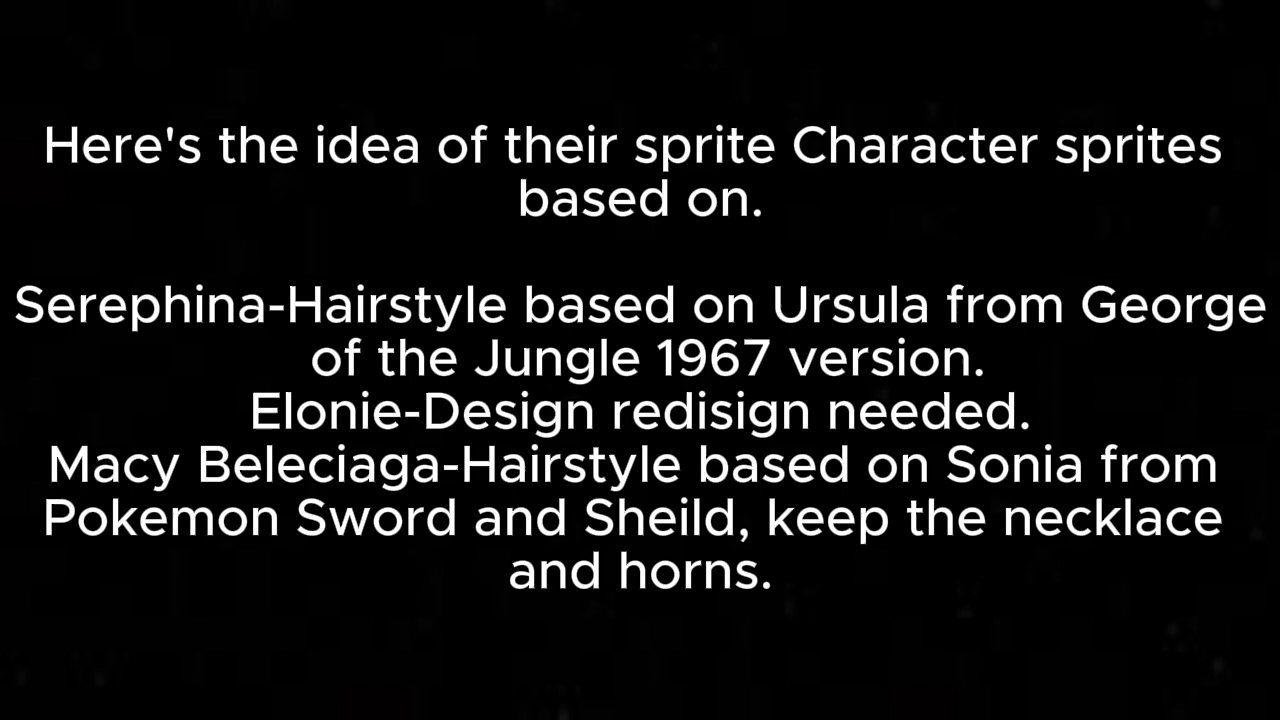 Here's the idea of their sprite Character sprites
based on.
Serephina-Hairstyle based on Ursula from George
of the Jungle 1967 version.
Elonie-Design redisign needed.
Macy Beleciaga-Hairstyle based on Sonia from
Pokemon Sword and Sheild, keep the necklace
and horns.